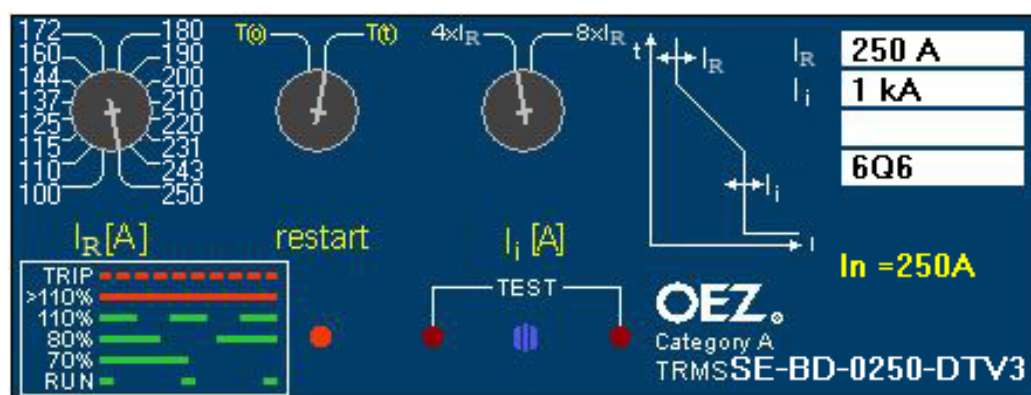 172
160
144
137
125
115
110
100
180
190
200
210
220
231
243
250
IR[A]
T(o) T(t)
restart
4xIR 8xIR
Ii [A]
t
IR
Ii
I
IR 250 A
Ii 1 kA
6Q6
In =250A
TRIP
>110%
110%
80%
70%
RUN
TEST
OEZ®
Category A
TRMS SE-BD-0250-DTV3